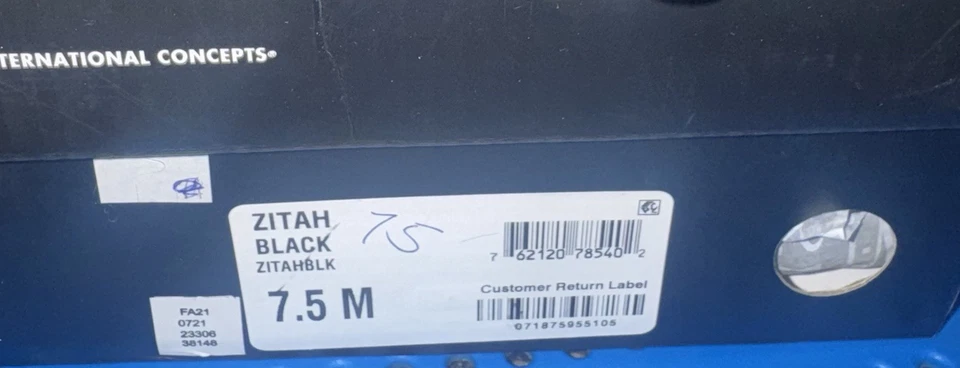 TERNATIONAL CONCEPTS®
ZITAH
BLACK
ZITAHBLK
75
7.5 M
7 62120 78540 2
Customer Return Label
071875955105
FA21
0721
23306
38148